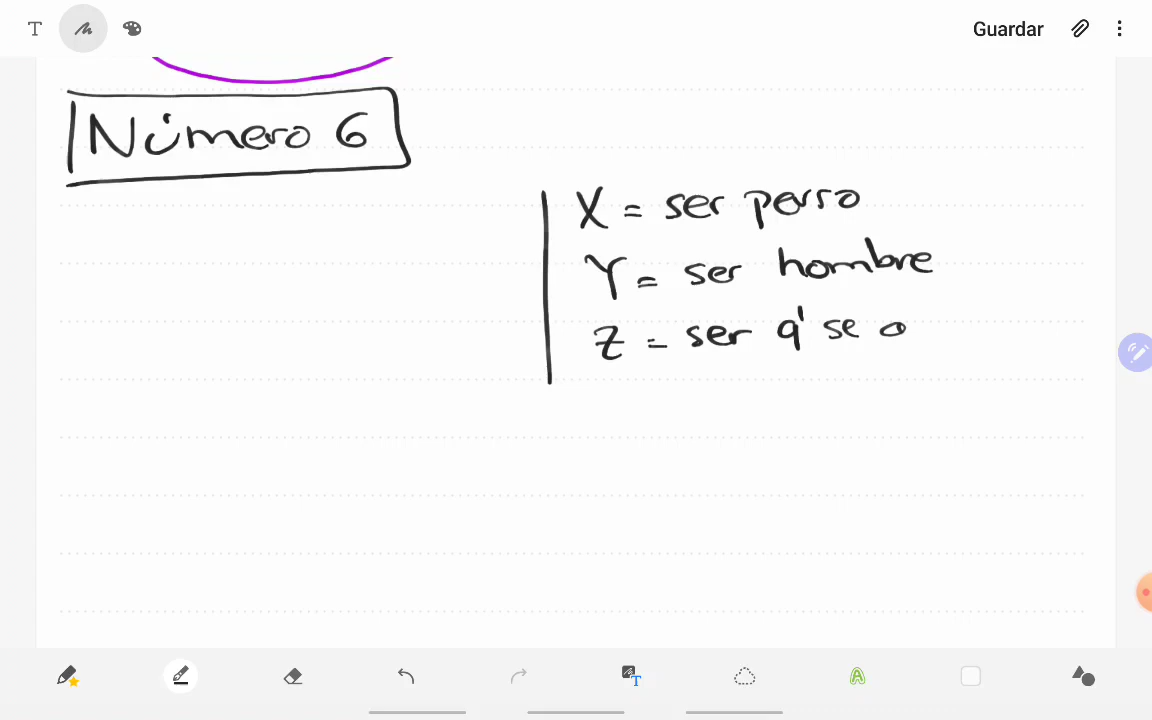 T Guardar
Número 6
X = ser perro
Y = ser hombre
Z = ser q' se a